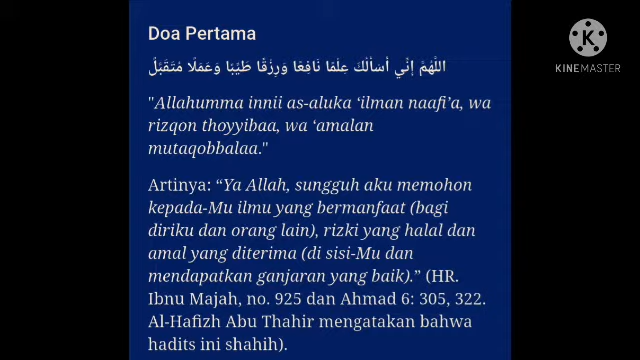 Doa Pertama
اللَّهُمَّ إِنِّي أَسْأَلُكَ عِلْمًا نَافِعًا وَرِزْقًا طَيِّبًا وَعَمَلًا مُتَقَبَّلً
"Allahumma innii as-aluka ‘ilman naafi’a, wa
rizqon thoyyibaa, wa ‘amalan
mutaqobbalaa."
Artinya: “Ya Allah, sungguh aku memohon
kepada-Mu ilmu yang bermanfaat (bagi
diriku dan orang lain), rizki yang halal dan
amal yang diterima (di sisi-Mu dan
mendapatkan ganjaran yang baik).” (HR.
Ibnu Majah, no. 925 dan Ahmad 6: 305, 322.
Al-Hafizh Abu Thahir mengatakan bahwa
hadits ini shahih).
KINEMASTER